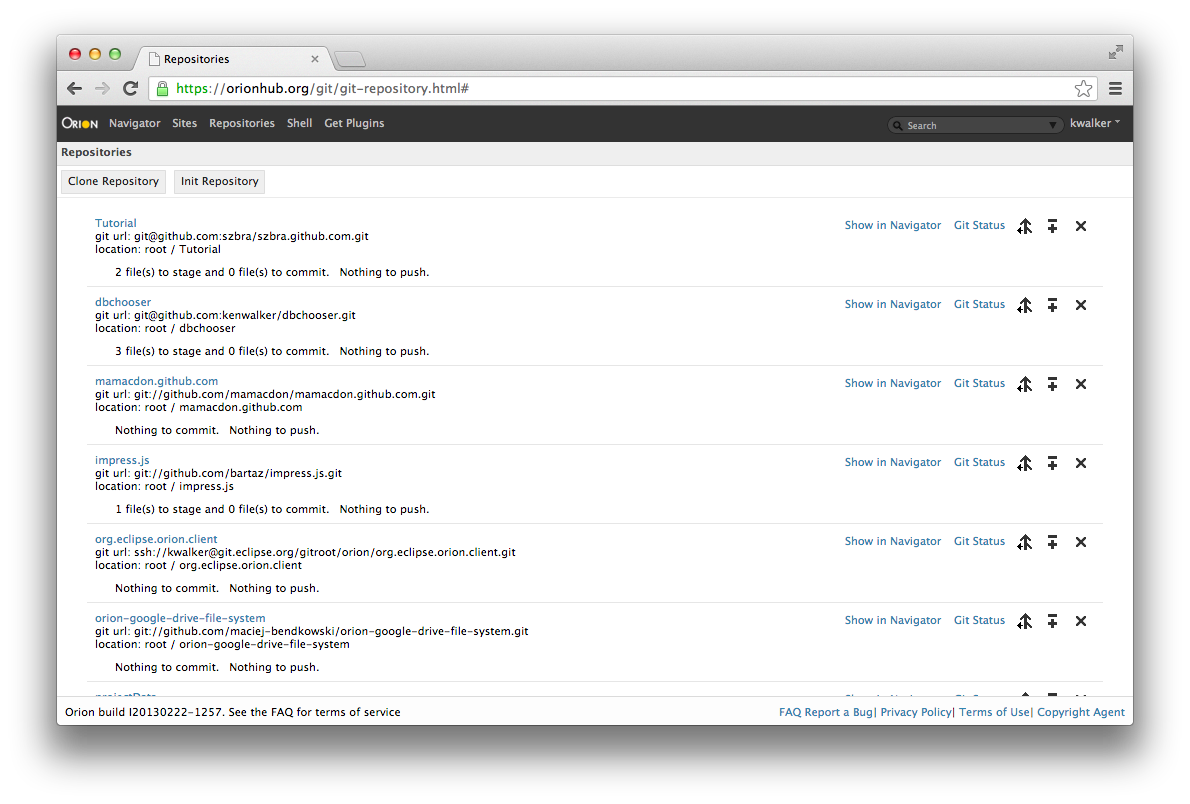 Repositories
https://orionhub.org/git/git-repository.html#
ORION Navigator Sites Repositories Shell Get Plugins Search kwalker
Repositories
Clone Repository Init Repository
Tutorial Show in Navigator Git Status
git url: git@github.com:szbra/szbra.github.com.git
location: root / Tutorial
2 file(s) to stage and 0 file(s) to commit. Nothing to push.
dbchooser Show in Navigator Git Status
git url: git@github.com:kenwalker/dbchooser.git
location: root / dbchooser
3 file(s) to stage and 0 file(s) to commit. Nothing to push.
mamacdon.github.com Show in Navigator Git Status
git url: git://github.com/mamacdon/mamacdon.github.com.git
location: root / mamacdon.github.com
Nothing to commit. Nothing to push.
impress.js Show in Navigator Git Status
git url: git://github.com/bartaz/impress.js.git
location: root / impress.js
1 file(s) to stage and 0 file(s) to commit. Nothing to push.
org.eclipse.orion.client Show in Navigator Git Status
git url: ssh://kwalker@git.eclipse.org/gitroot/orion/org.eclipse.orion.client.git
location: root / org.eclipse.orion.client
Nothing to commit. Nothing to push.
orion-google-drive-file-system Show in Navigator Git Status
git url: git://github.com/maciej-bendkowski/orion-google-drive-file-system.git
location: root / orion-google-drive-file-system
Nothing to commit. Nothing to push.
Orion build I20130222-1257. See the FAQ for terms of service FAQ Report a Bug| Privacy Policy| Terms of Use| Copyright Agent